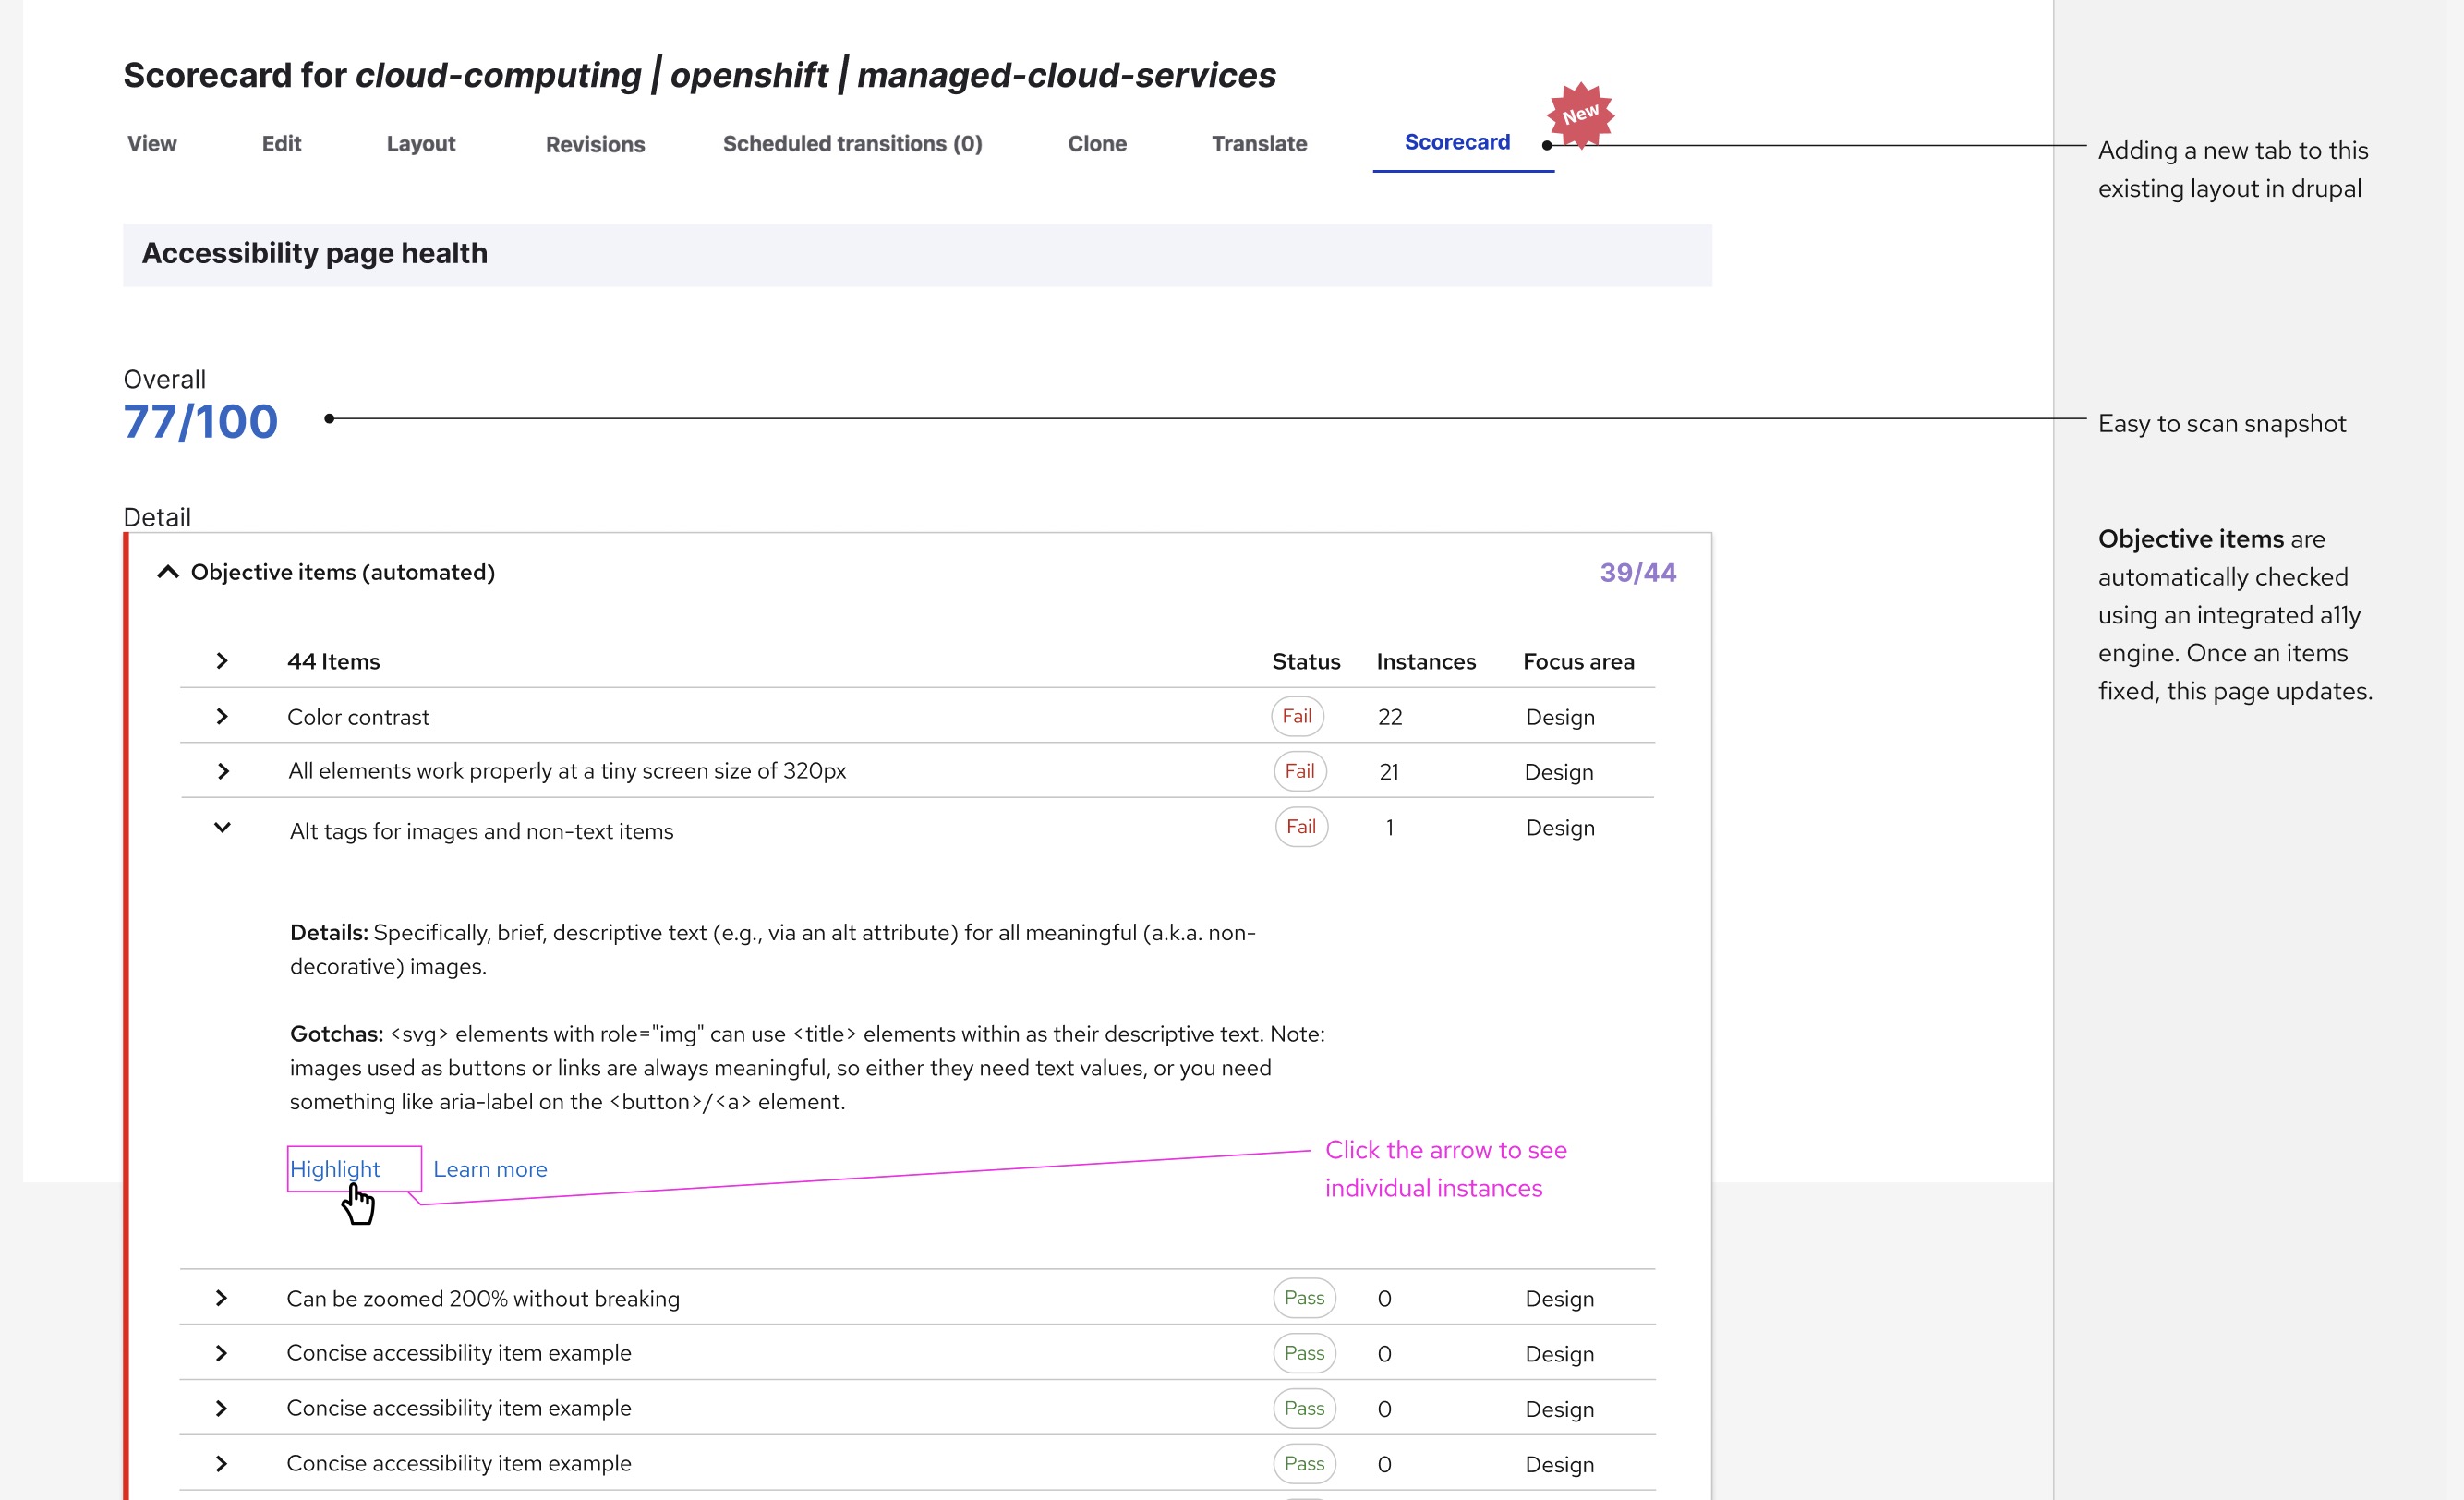 Scorecard for cloud-computing | openshift | managed-cloud-services
New
View Edit Layout Revisions Scheduled transitions (0) Clone Translate Scorecard
Adding a new tab to this
existing layout in drupal
Accessibility page health
Overall
77/100
Easy to scan snapshot
Detail
Objective items (automated) 39/44
Objective items are
automatically checked
using an integrated a11y
engine. Once an items
fixed, this page updates.
44 Items Status Instances Focus area
Color contrast Fail 22 Design
All elements work properly at a tiny screen size of 320px Fail 21 Design
Alt tags for images and non-text items Fail 1 Design
Details: Specifically, brief, descriptive text (e.g., via an alt attribute) for all meaningful (a.k.a. non-
decorative) images.
Gotchas: <svg> elements with role="img" can use <title> elements within as their descriptive text. Note:
images used as buttons or links are always meaningful, so either they need text values, or you need
something like aria-label on the <button>/<a> element.
Highlight Learn more
Click the arrow to see
individual instances
Can be zoomed 200% without breaking Pass 0 Design
Concise accessibility item example Pass 0 Design
Concise accessibility item example Pass 0 Design
Concise accessibility item example Pass 0 Design